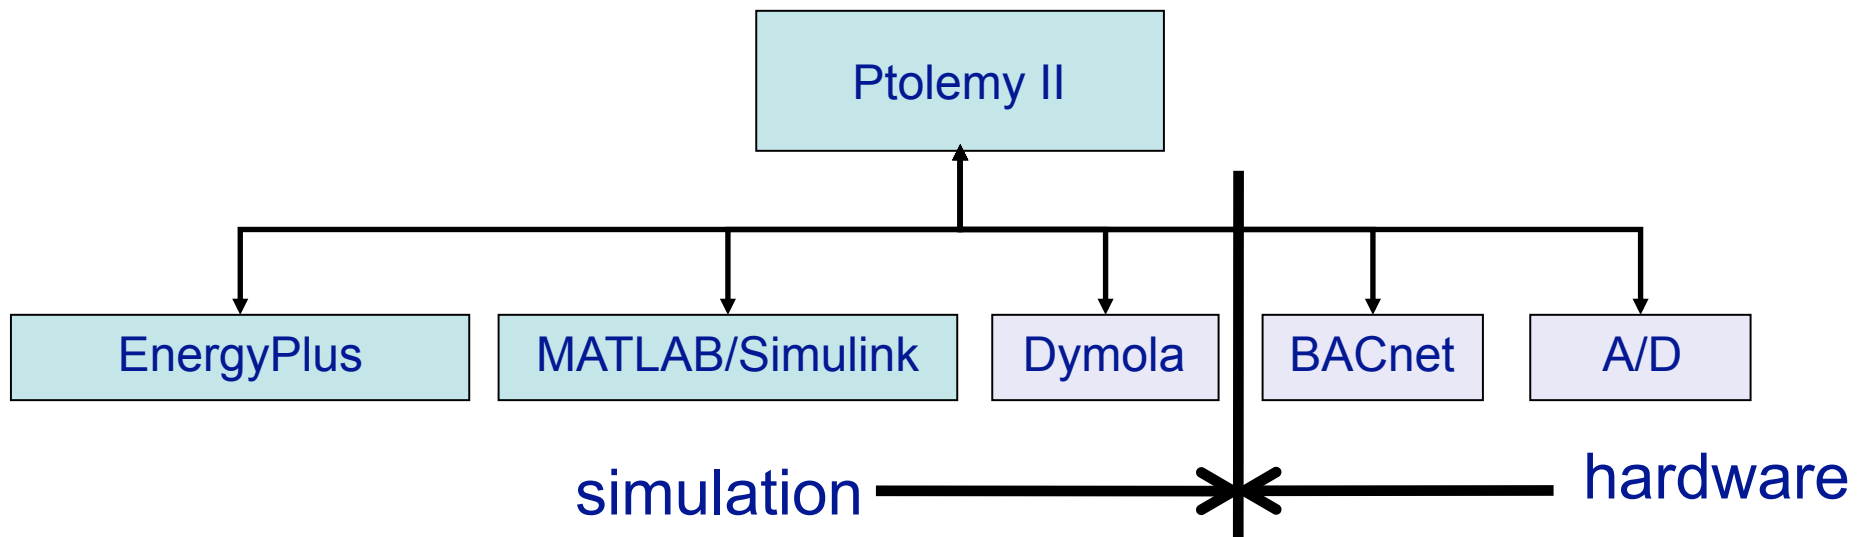 Ptolemy II
EnergyPlus
MATLAB/Simulink
Dymola
BACnet
A/D
simulation
hardware